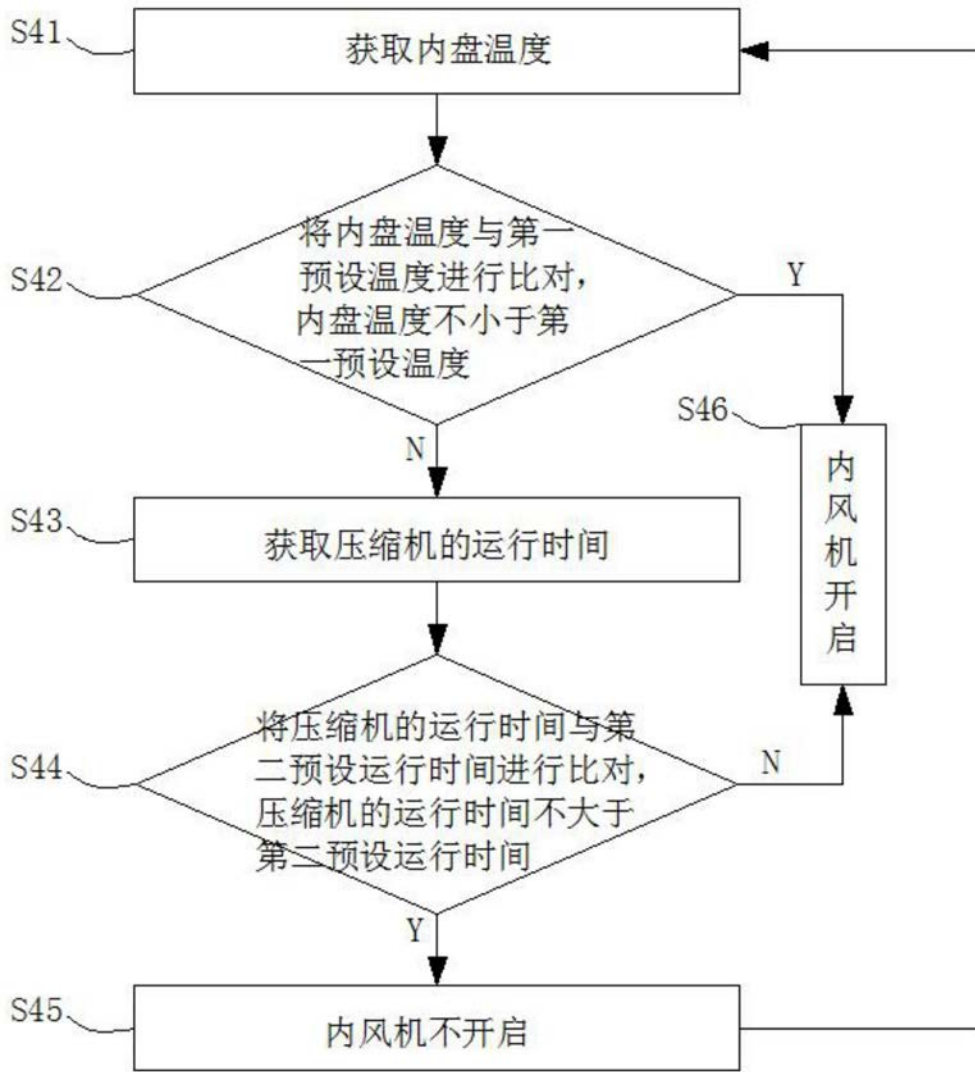 S41
获取内盘温度
S42
将内盘温度与第一
预设温度进行比对，
内盘温度不小于第
一预设温度
Y
N
S46
内
风
机
开
启
S43
获取压缩机的运行时间
S44
将压缩机的运行时间与第
二预设运行时间进行比对，
压缩机的运行时间不大于
第二预设运行时间
N
Y
S45
内风机不开启